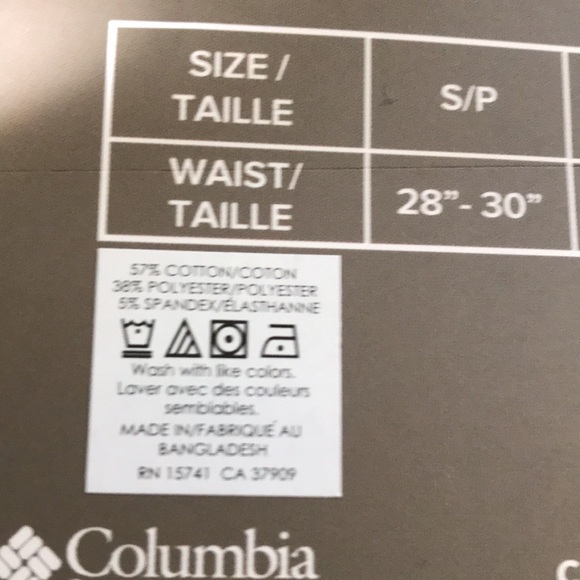 SIZE / TAILLE
S/P
WAIST/ TAILLE
28”- 30”
57% COTTON/COTON
38% POLYESTER/POLYESTER
5% SPANDEX/ÉLASTHANNE
Wash with like colors.
Laver avec des couleurs
semblables.
MADE IN/FABRIQUÉ AU
BANGLADESH
RN 15741 CA 37909
Columbia